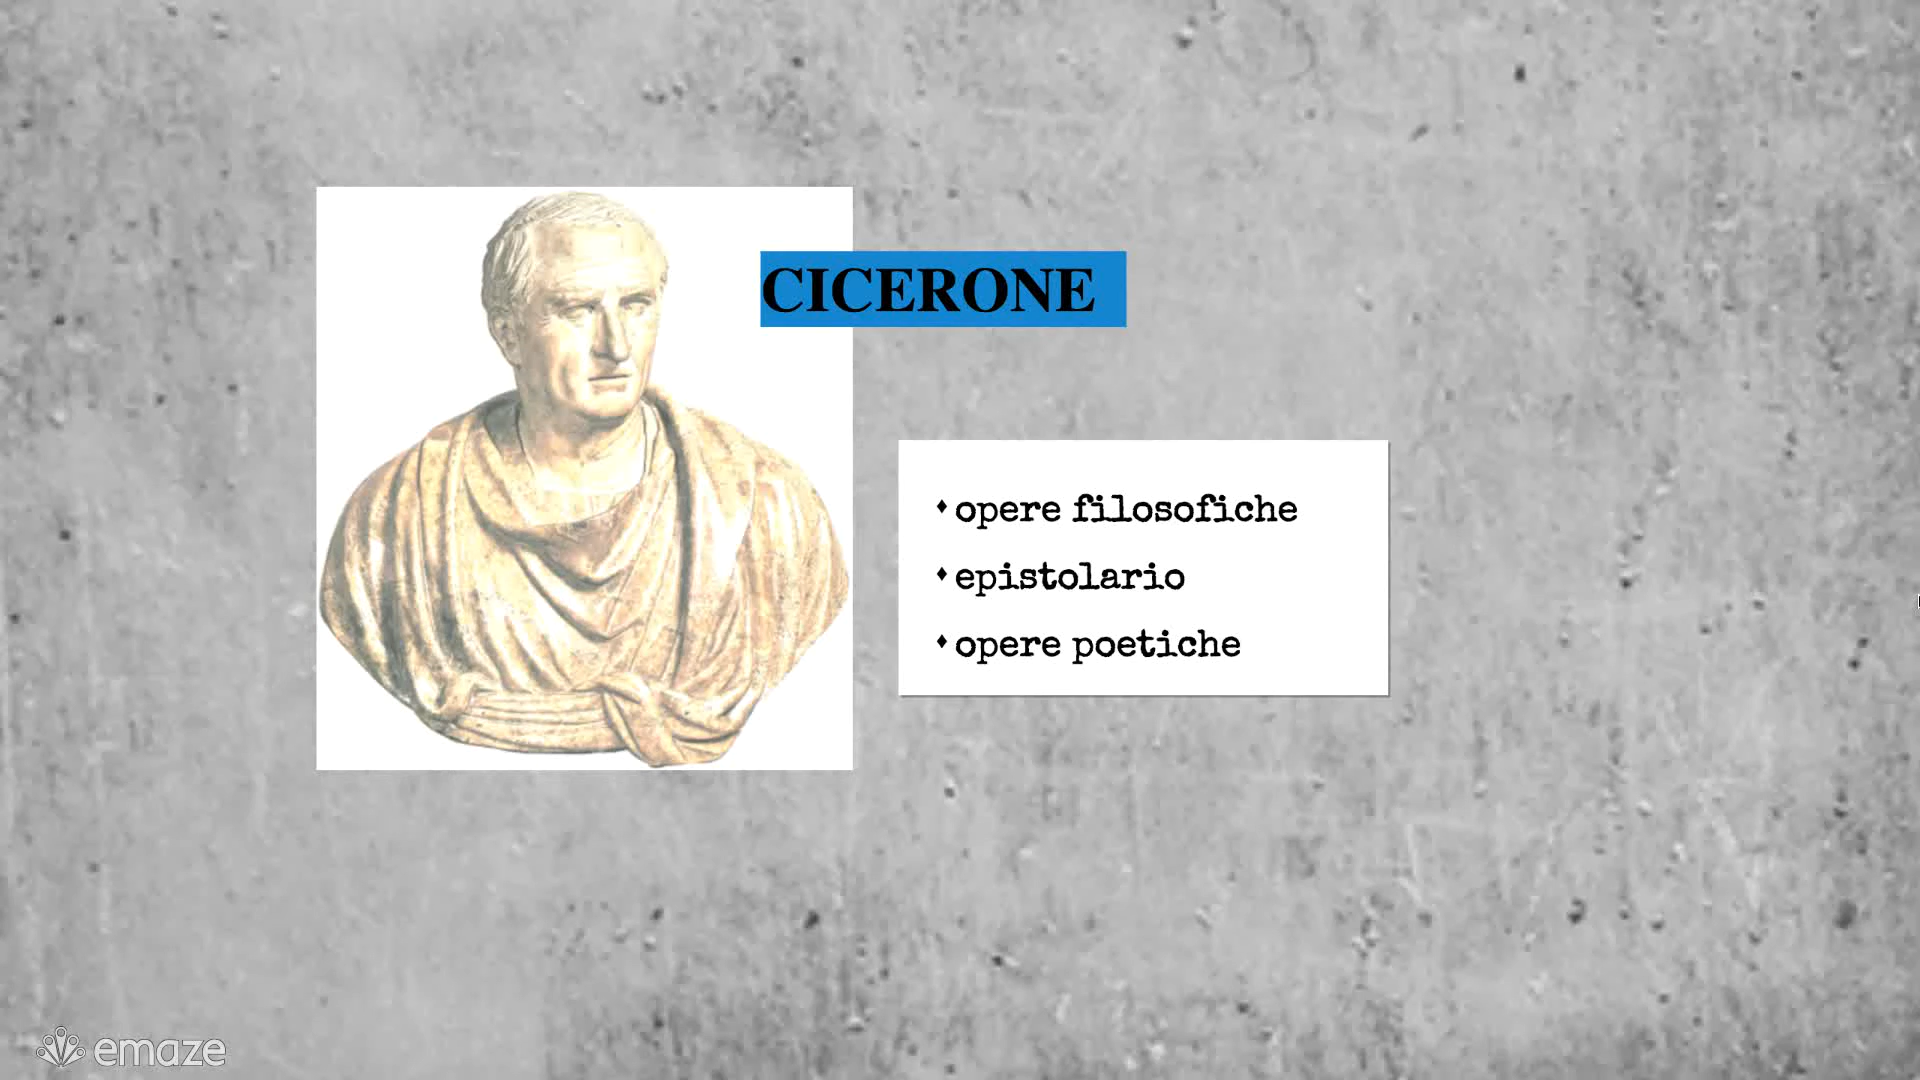 CICERONE
opere filosofiche
epistolario
opere poetiche
emaze